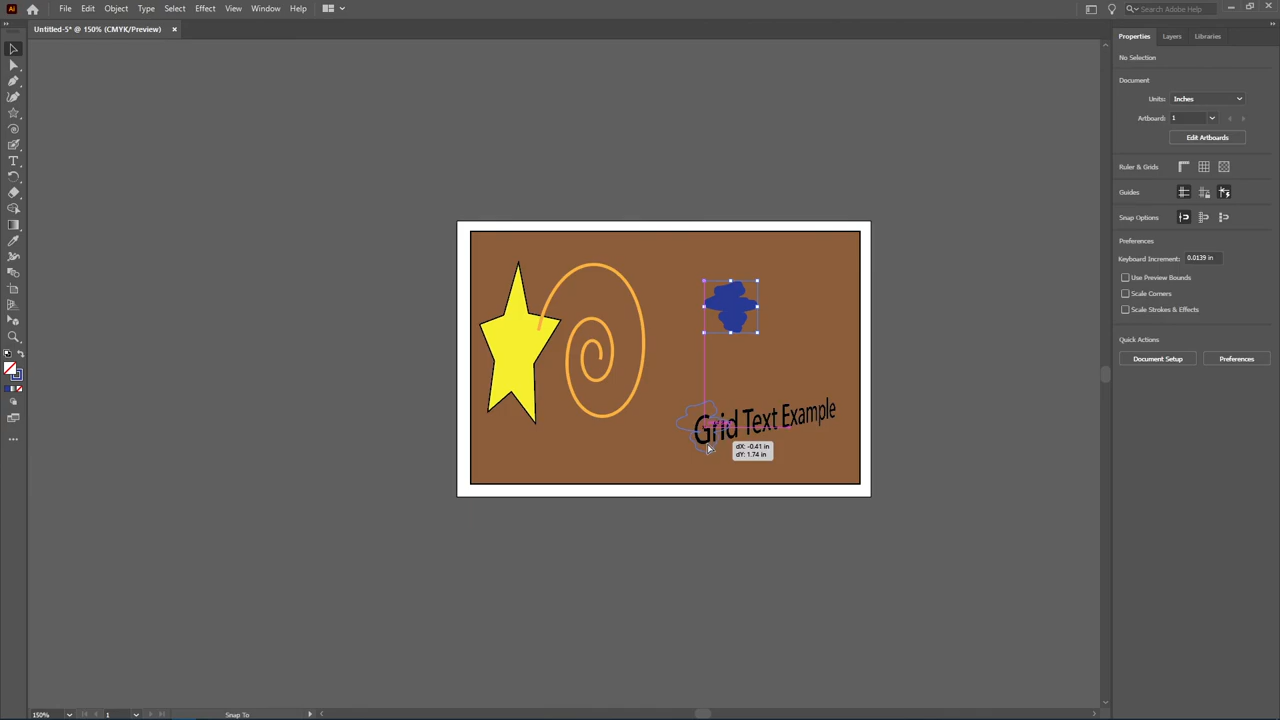 Ai File Edit Object Type Select Effect View Window Help Search Adobe Help
Untitled-5* @ 150% (CMYK/Preview)
Properties Layers Libraries
No Selection
Document
Units: Inches
Artboard: 1
Edit Artboards
Ruler & Grids
Guides
Snap Options
Preferences
Keyboard Increment: 0.0139 in
Use Preview Bounds
Scale Corners
Scale Strokes & Effects
Quick Actions
Document Setup Preferences
Grid Text Example
dX: -0.41 in
dY: 1.74 in
150% 1 Snap To